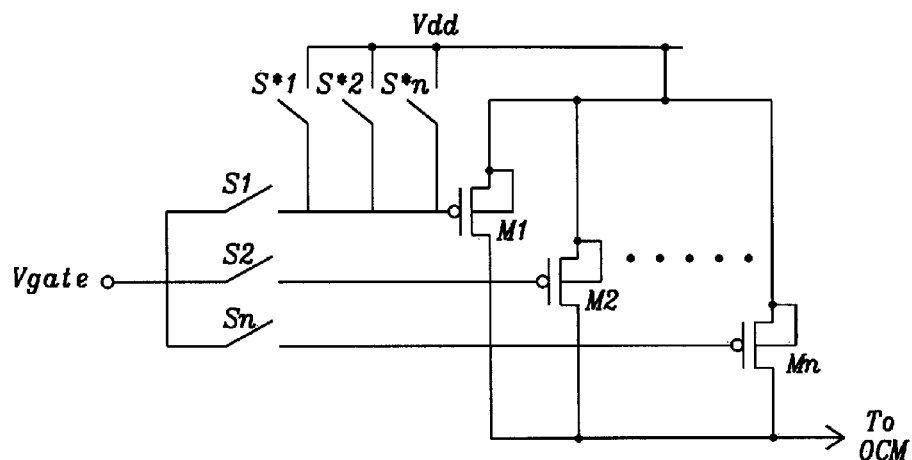 Vdd
S*1 S*2 S*n
S1
M1
S2
Vgate
M2
Sn
Mn
To
OCM